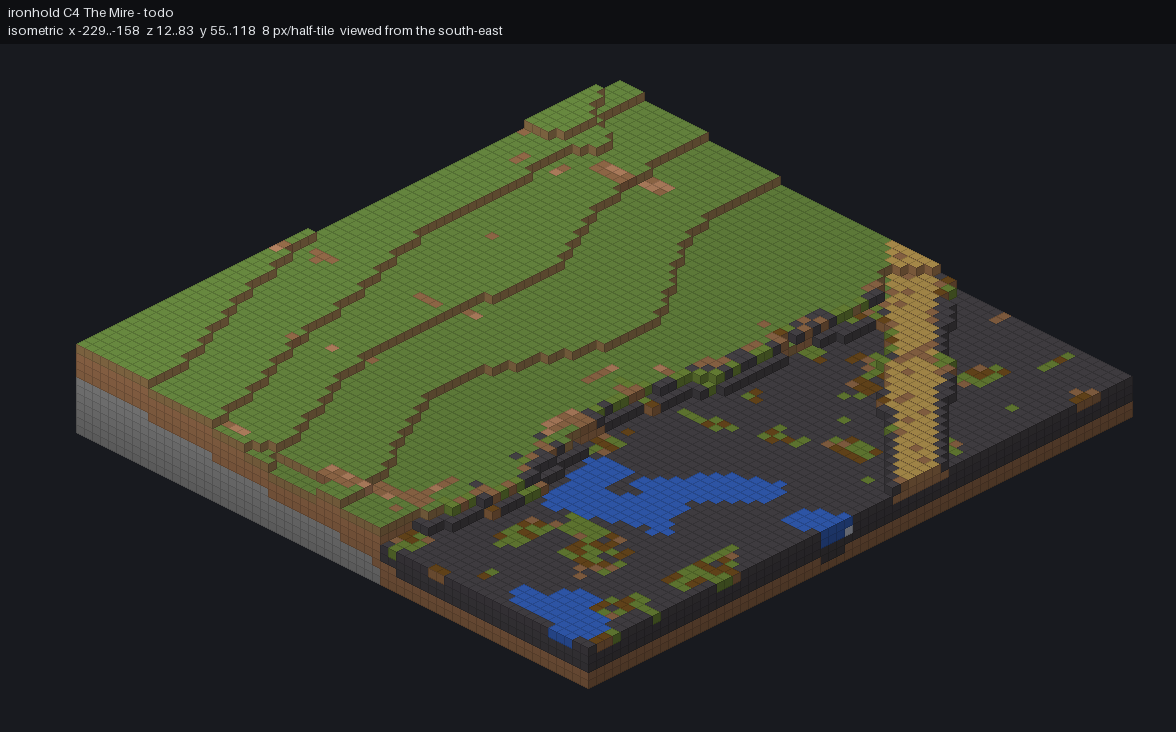 ironhold C4 The Mire - todo
isometric x -229..-158 z 12..83 y 55..118 8 px/half-tile viewed from the south-east